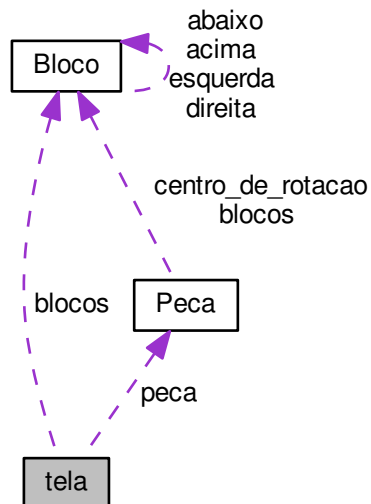 abaixo
acima
esquerda
direita
Bloco
centro_de_rotacao
blocos
Peca
blocos
peca
tela